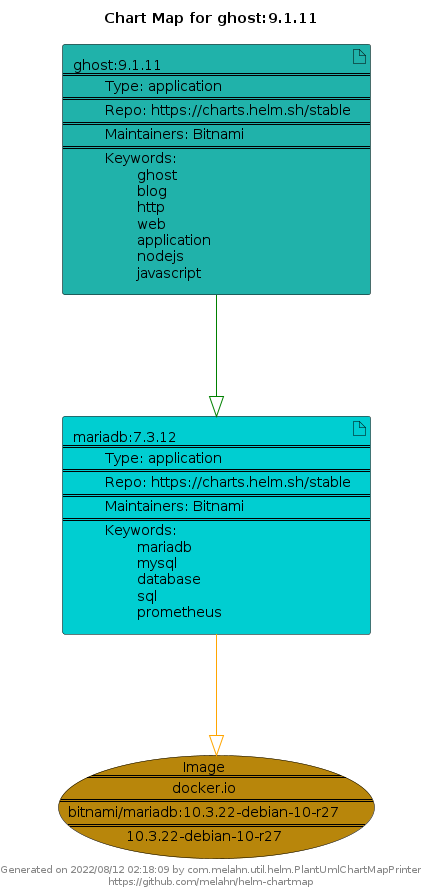 Chart Map for ghost:9.1.11
ghost:9.1.11
Type: application
Repo: https://charts.helm.sh/stable
Maintainers: Bitnami
Keywords:
ghost
blog
http
web
application
nodejs
javascript
mariadb:7.3.12
Type: application
Repo: https://charts.helm.sh/stable
Maintainers: Bitnami
Keywords:
mariadb
mysql
database
sql
prometheus
Image
docker.io
bitnami/mariadb:10.3.22-debian-10-r27
10.3.22-debian-10-r27
Generated on 2022/08/12 02:18:09 by com.melahn.util.helm.PlantUmlChartMapPrinter
https://github.com/melahn/helm-chartmap